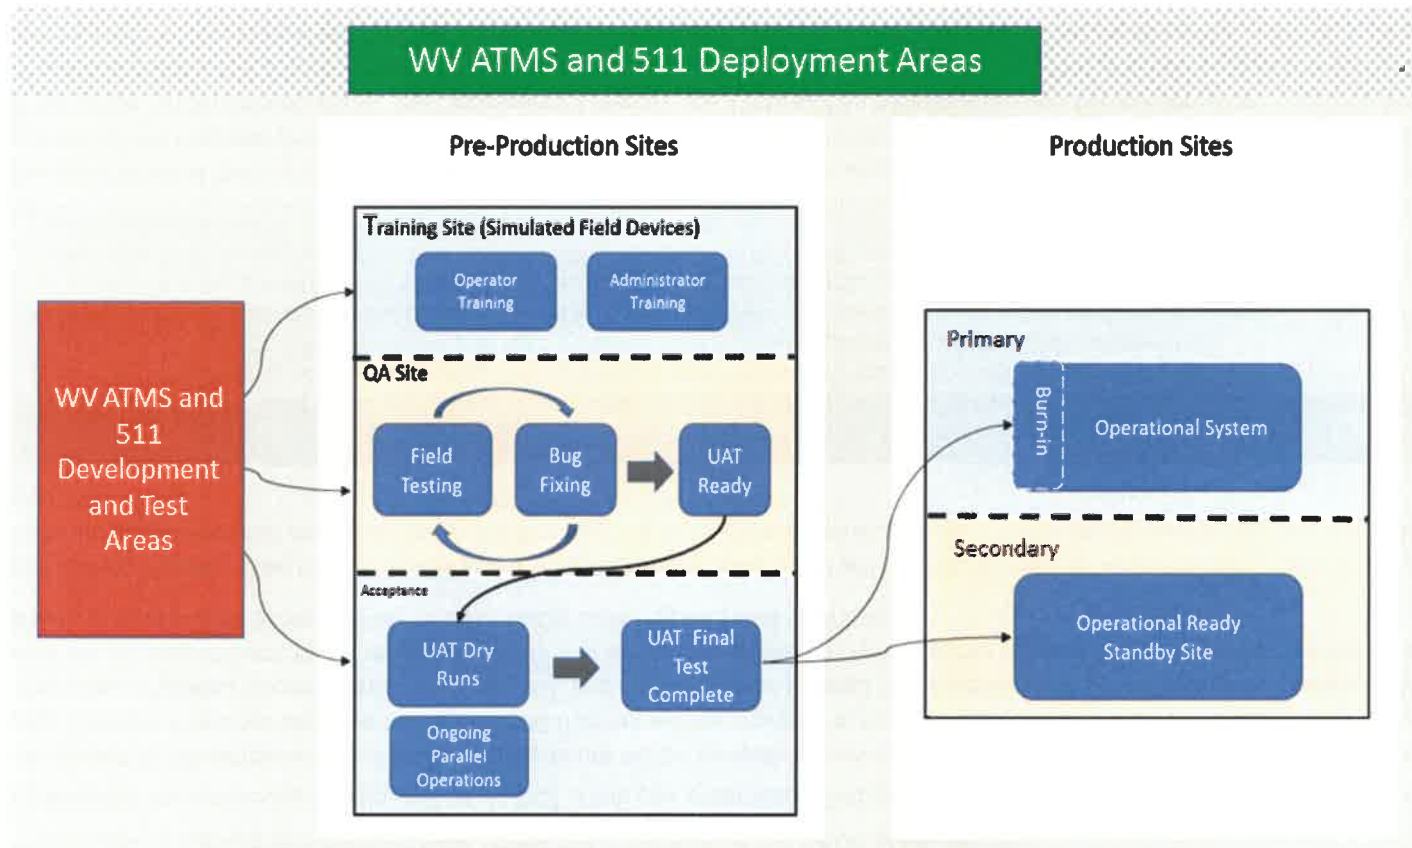 WV ATMS and 511 Deployment Areas
Pre-Production Sites
Production Sites
WV ATMS and
511
Development
and Test
Areas
Training Site (Simulated Field Devices)
Operator
Training
Administrator
Training
QA Site
Field
Testing
Bug
Fixing
UAT
Ready
Acceptance
UAT Dry
Runs
UAT Final
Test
Complete
Ongoing
Parallel
Operations
Primary
Burn-in
Operational System
Secondary
Operational Ready
Standby Site